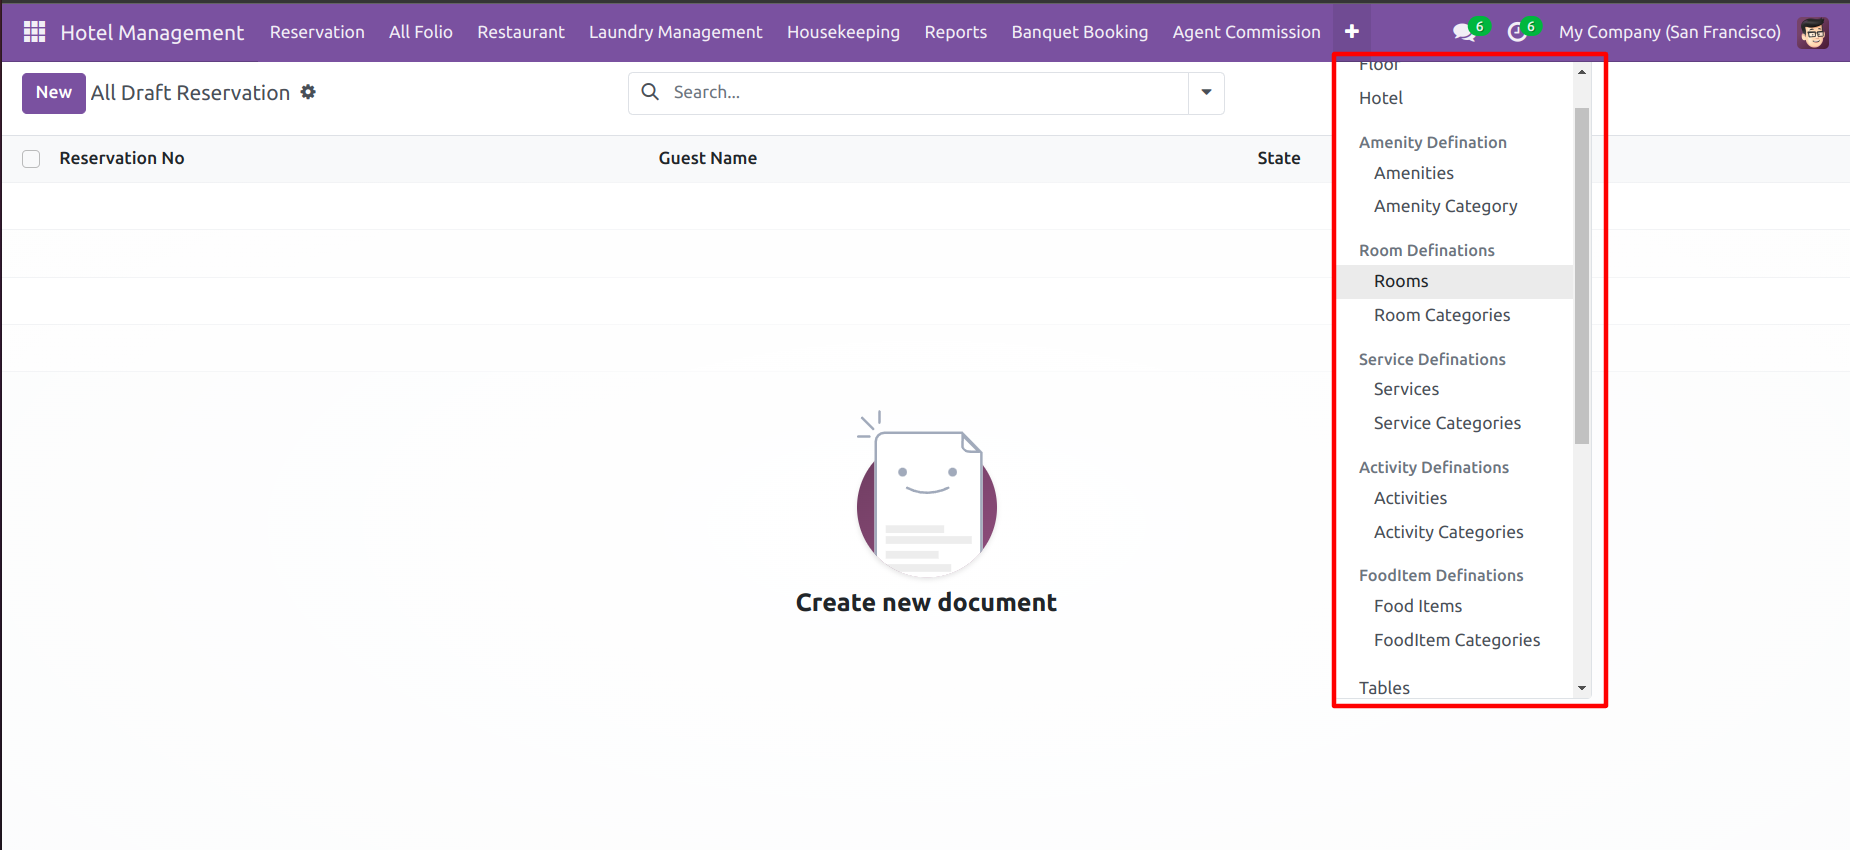 Hotel Management Reservation All Folio Restaurant Laundry Management Housekeeping Reports Banquet Booking Agent Commission 6 6 My Company (San Francisco)
New All Draft Reservation Search...
Reservation No Guest Name State
Floor
Hotel
Amenity Defination
Amenities
Amenity Category
Room Definations
Rooms
Room Categories
Service Definations
Services
Service Categories
Activity Definations
Activities
Activity Categories
FoodItem Definations
Food Items
FoodItem Categories
Tables
Create new document